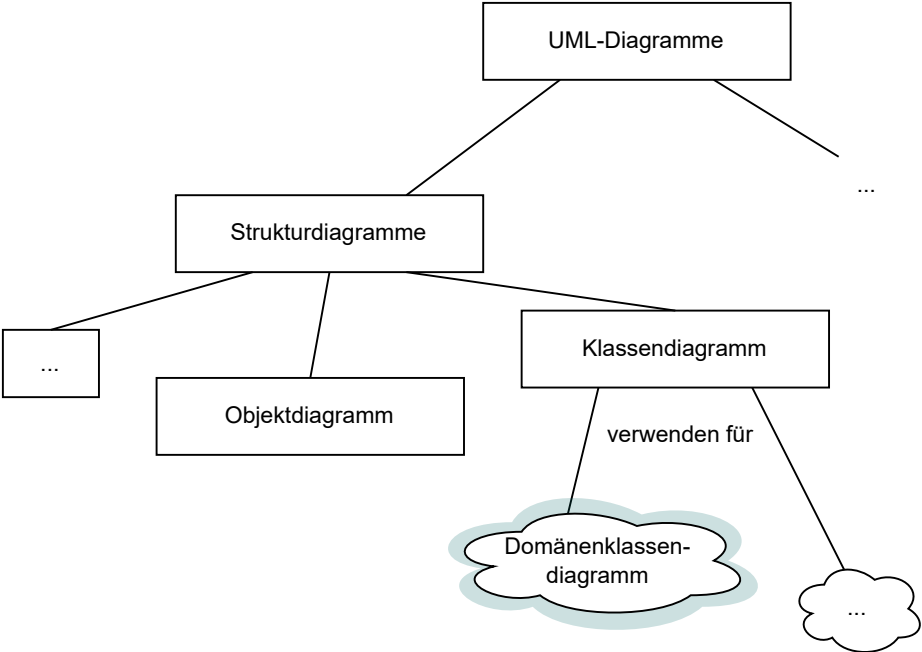 UML-Diagramme
...
Strukturdiagramme
...
Klassendiagramm
Objektdiagramm
verwenden für
Domänenklassen-
diagramm
...